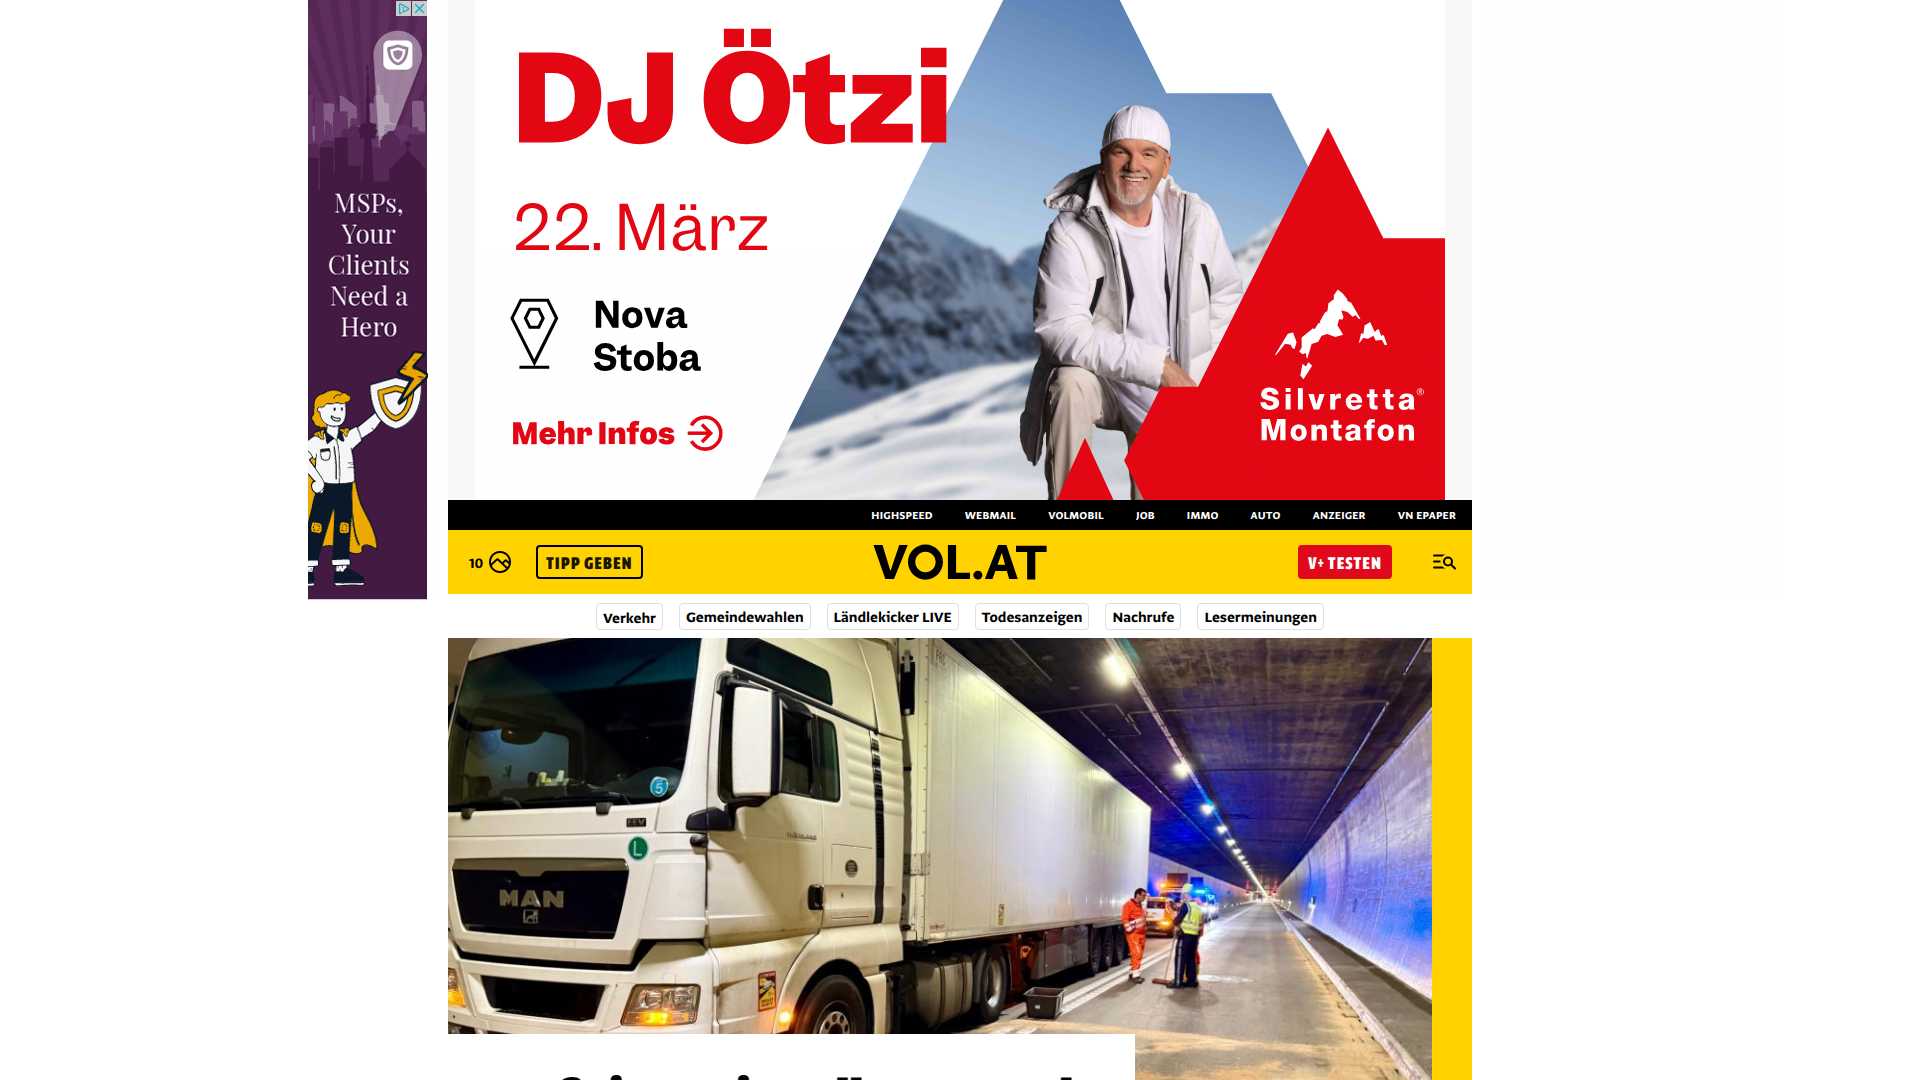 MSPs,
Your
Clients
Need a
Hero
DJ Ötzi
22. März
Nova
Stoba
Mehr Infos
Silvretta®
Montafon
HIGHSPEED WEBMAIL VOLMOBIL JOB IMMO AUTO ANZEIGER VN EPAPER
10 TIPP GEBEN VOL.AT V+ TESTEN
Verkehr Gemeindewahlen Ländlekicker LIVE Todesanzeigen Nachrufe Lesermeinungen
5
L
MAN